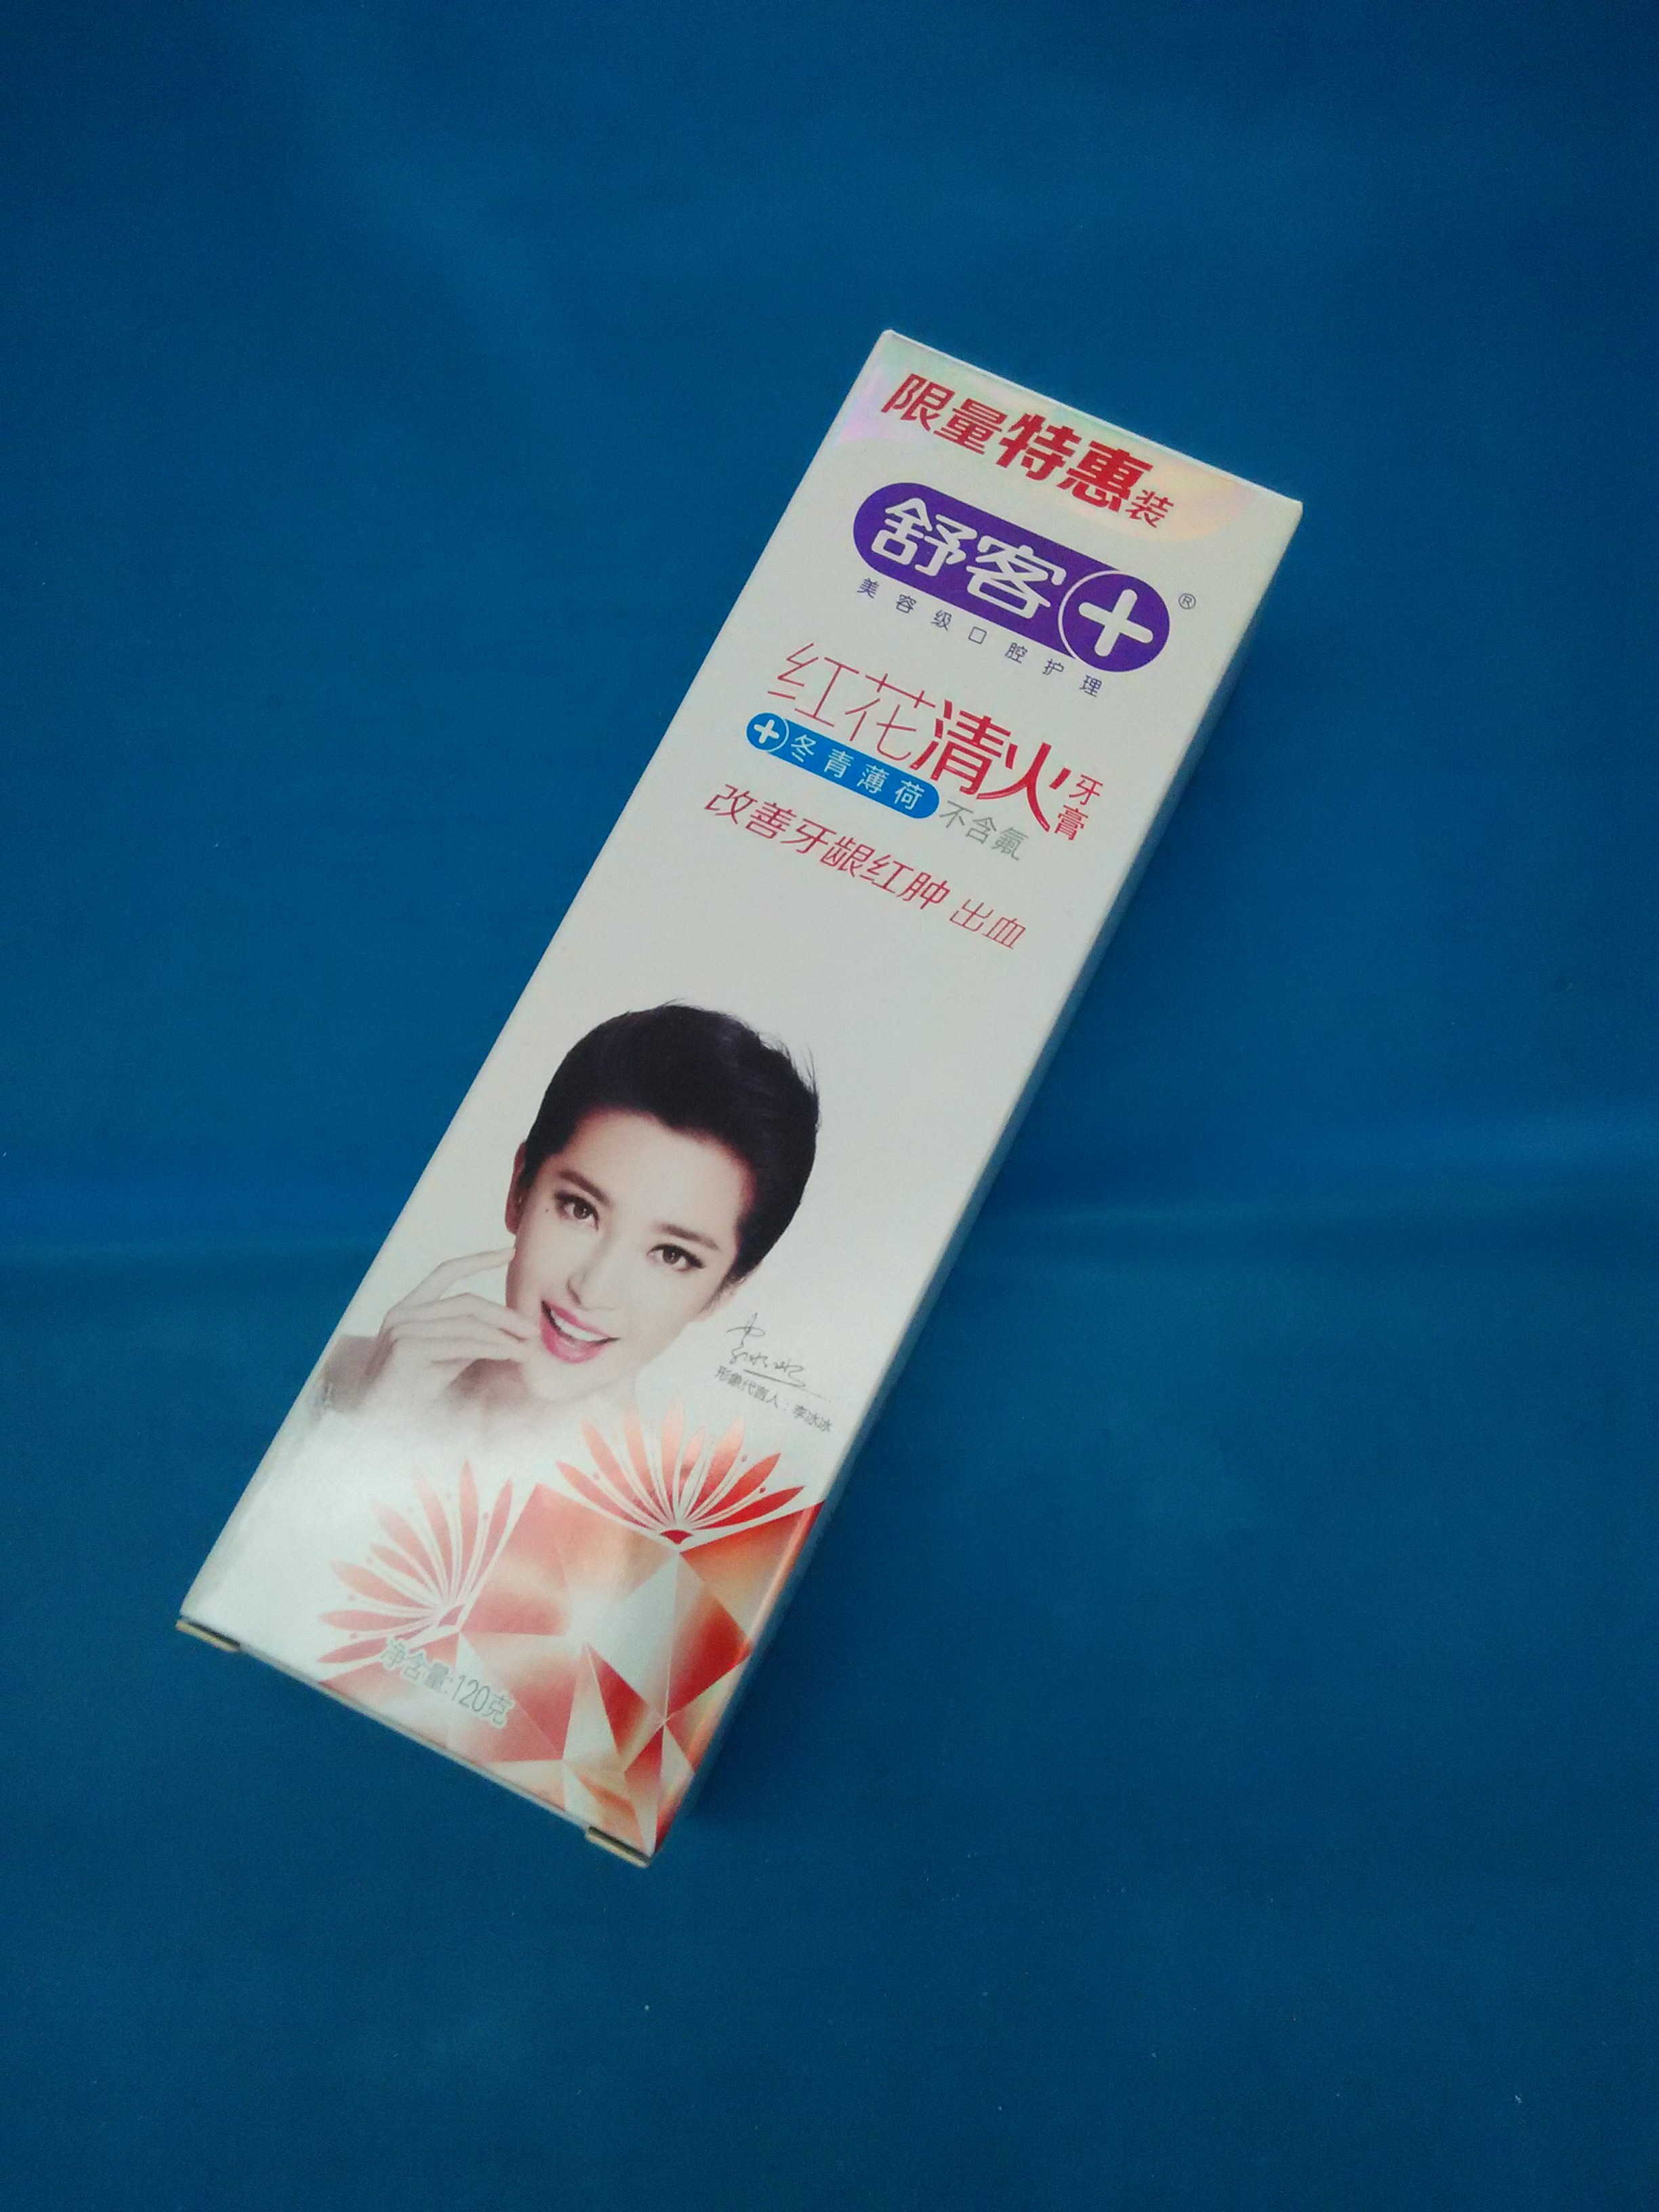 限量特惠装
舒客+®
美容级口腔护理
红花清火牙膏
+冬青薄荷 不含氟
改善牙龈红肿 出血
形象代言人：李冰冰
净含量:120克